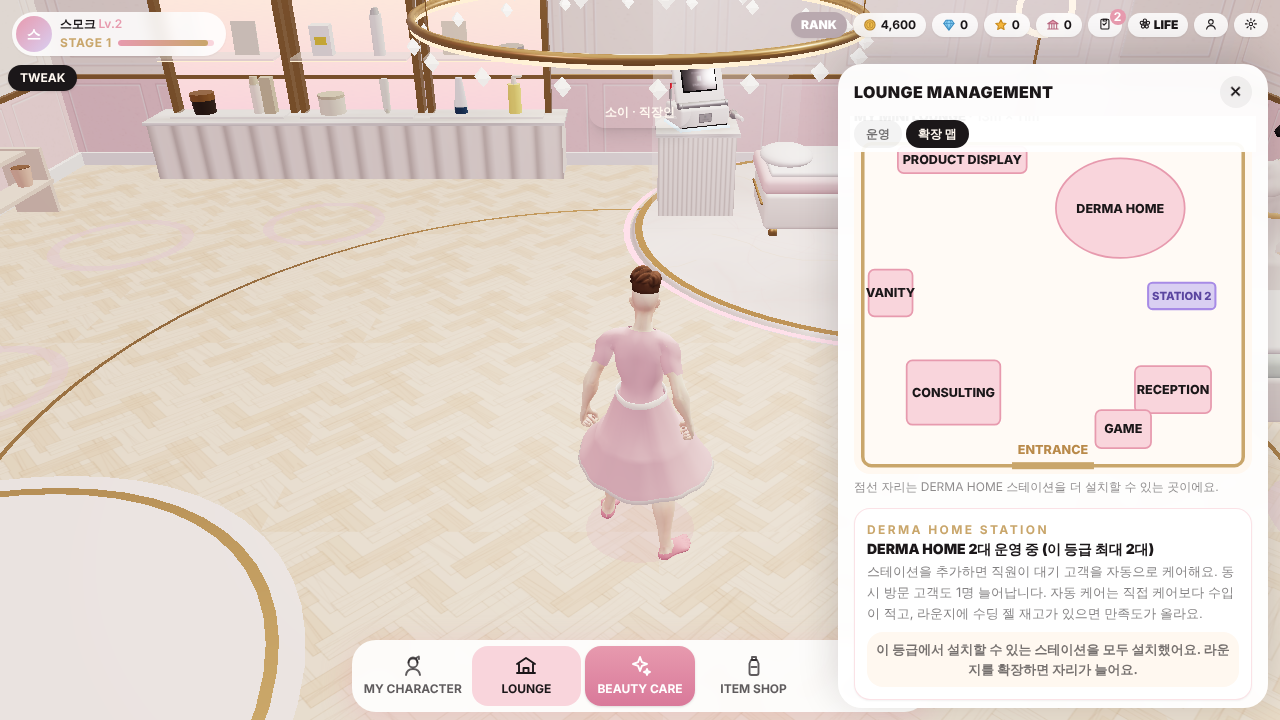 스
스모크 Lv.2
STAGE 1
RANK
4,600
0
0
0
2
LIFE
TWEAK
소이 · 직장인
LOUNGE MANAGEMENT
운영
확장 맵
PRODUCT DISPLAY
DERMA HOME
VANITY
STATION 2
CONSULTING
RECEPTION
GAME
ENTRANCE
점선 자리는 DERMA HOME 스테이션을 더 설치할 수 있는 곳이에요.
DERMA HOME STATION
DERMA HOME 2대 운영 중 (이 등급 최대 2대)
스테이션을 추가하면 직원이 대기 고객을 자동으로 케어해요. 동
시 방문 고객도 1명 늘어납니다. 자동 케어는 직접 케어보다 수입
이 적고, 라운지에 수딩 젤 재고가 있으면 만족도가 올라요.
이 등급에서 설치할 수 있는 스테이션을 모두 설치했어요. 라운
지를 확장하면 자리가 늘어요.
MY CHARACTER
LOUNGE
BEAUTY CARE
ITEM SHOP